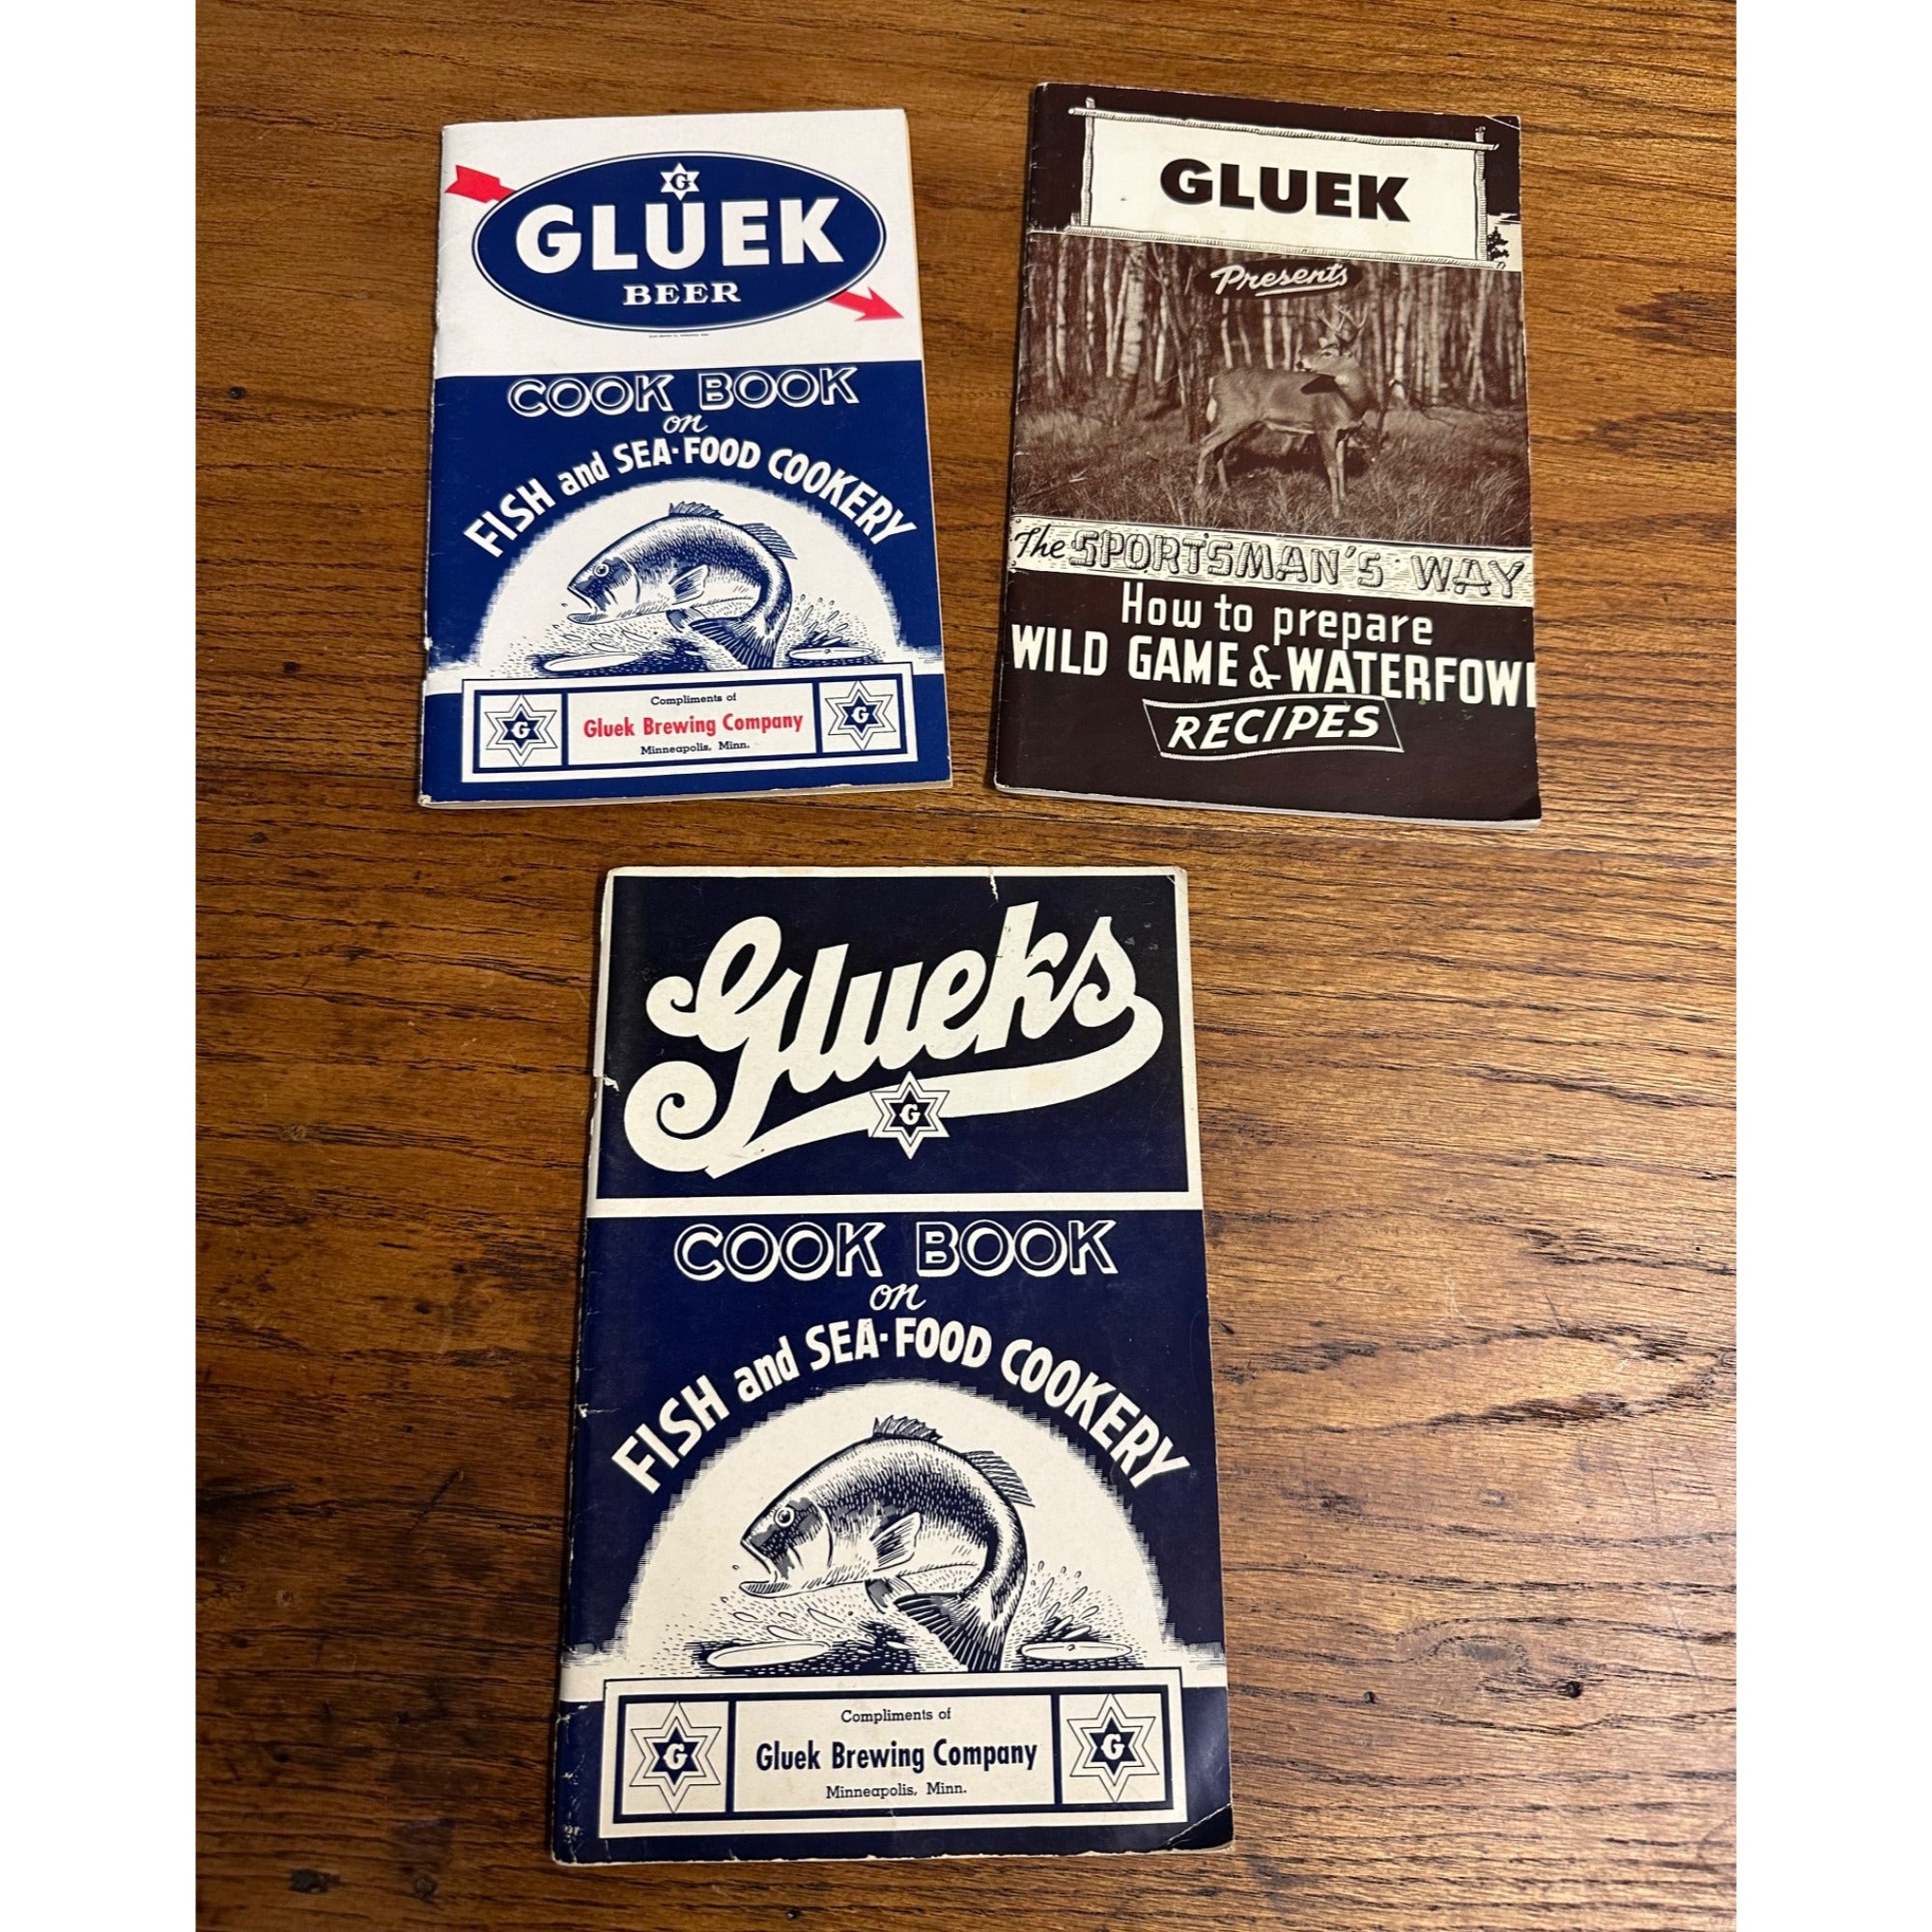 G
GLUEK
BEER
COOK BOOK
on
FISH and SEA-FOOD COOKERY
Compliments of
G Gluek Brewing Company G
Minneapolis, Minn.
GLUEK
Presents
The SPORTSMAN'S WAY
How to prepare
WILD GAME & WATERFOWL
RECIPES
Glueks
G
COOK BOOK
on
FISH and SEA-FOOD COOKERY
Compliments of
G Gluek Brewing Company G
Minneapolis, Minn.